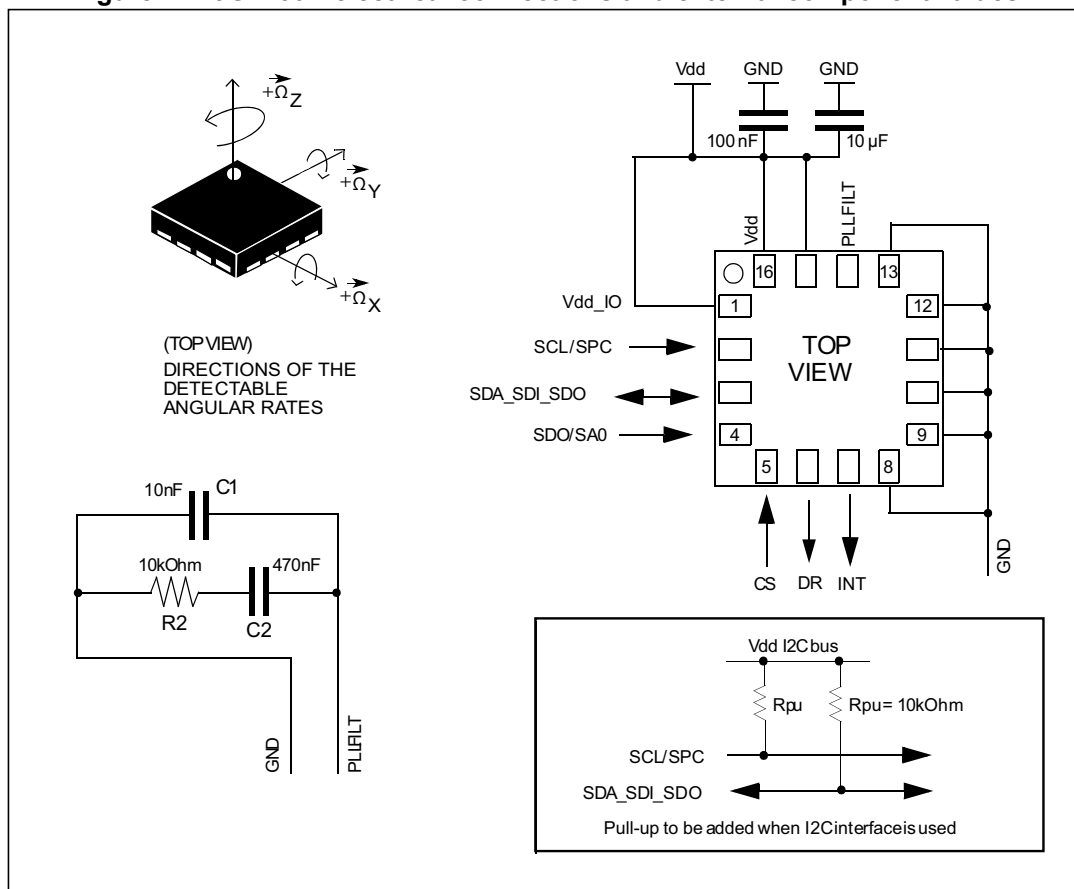 +Ω Z
+Ω Y
+Ω X
(TOP VIEW)
DIRECTIONS OF THE
DETECTABLE
ANGULAR RATES
Vdd
GND
GND
100 nF
10 µF
Vdd
PLLFILT
16
13
Vdd_IO
1
12
SCL/SPC
TOP
VIEW
SDA_SDI_SDO
SDO/SA0
4
9
5
8
CS
DR
INT
GND
10nF
C1
10kOhm
470nF
R2
C2
GND
PLLFILT
Vdd I2C bus
Rpu
Rpu= 10kOhm
SCL/SPC
SDA_SDI_SDO
Pull-up to be added when I2C interface is used